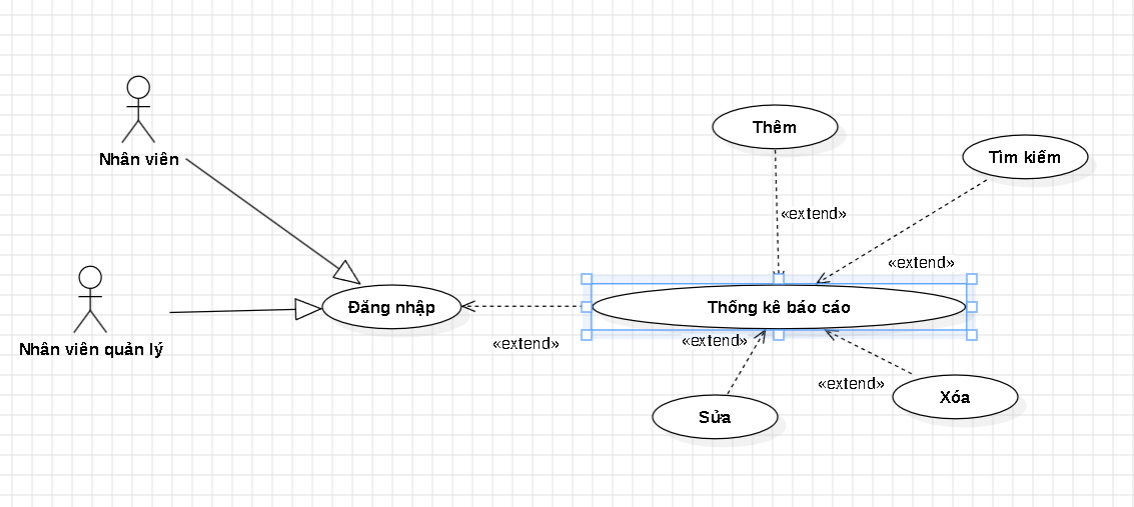 Thêm
Nhân viên
Tìm kiếm
«extend»
«extend»
Đăng nhập
Thống kê báo cáo
Nhân viên quản lý
«extend»
«extend»
«extend»
Xóa
Sửa